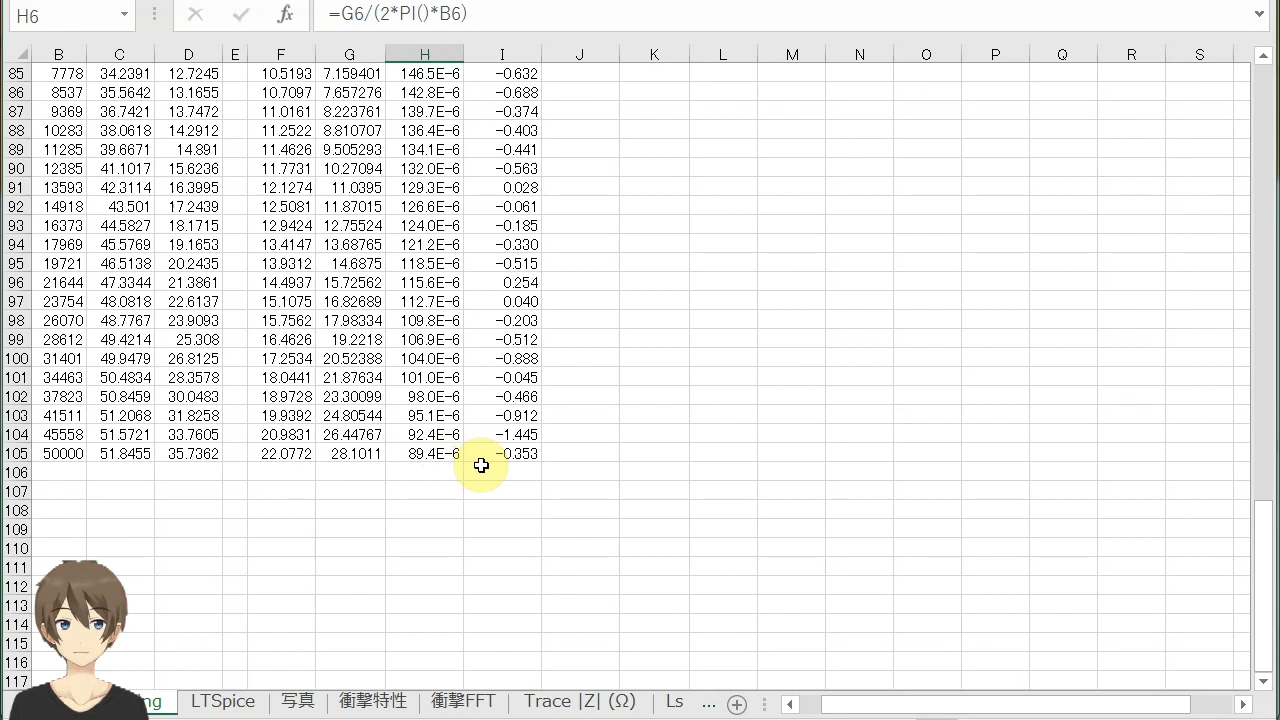 H6 fx =G6/(2*PI()*B6)
B C D E F G H I J K L M N O P Q R S
85 7778 34.2391 12.7245 10.5193 7.159401 146.5E-6 -0.632
86 8537 35.5642 13.1655 10.7097 7.657276 142.8E-6 -0.688
87 9369 36.7421 13.7472 11.0161 8.223761 139.7E-6 -0.374
88 10283 38.0618 14.2912 11.2522 8.810707 136.4E-6 -0.403
89 11285 39.6671 14.891 11.4626 9.505293 134.1E-6 -0.441
90 12385 41.1017 15.6236 11.7731 10.27094 132.0E-6 -0.563
91 13593 42.3114 16.3995 12.1274 11.0395 129.3E-6 0.028
92 14918 43.501 17.2439 12.5081 11.87015 126.6E-6 -0.061
93 16373 44.5827 18.1715 12.9424 12.75524 124.0E-6 -0.185
94 17969 45.5769 19.1653 13.4147 13.68765 121.2E-6 -0.330
95 19721 46.5138 20.2435 13.9312 14.6875 118.5E-6 -0.515
96 21644 47.3344 21.3861 14.4937 15.72562 115.6E-6 0.254
97 23754 48.0818 22.6137 15.1075 16.82689 112.7E-6 0.040
98 26070 48.7767 23.9093 15.7562 17.98334 109.8E-6 -0.203
99 28612 49.4214 25.308 16.4626 19.2218 106.9E-6 -0.512
100 31401 49.9479 26.8125 17.2534 20.52388 104.0E-6 -0.888
101 34463 50.4834 28.3578 18.0441 21.87634 101.0E-6 -0.045
102 37823 50.8459 30.0483 18.9728 23.30099 98.0E-6 -0.466
103 41511 51.2068 31.8258 19.9392 24.80544 95.1E-6 -0.912
104 45558 51.5721 33.7605 20.9831 26.44767 92.4E-6 -1.445
105 50000 51.8455 35.7362 22.0772 28.1011 89.4E-6 -0.353
106
107
108
109
110
111
112
113
114
115
116
117
ng LTSpice 写真 衝撃特性 衝撃FFT Trace |Z| (Ω) Ls ...